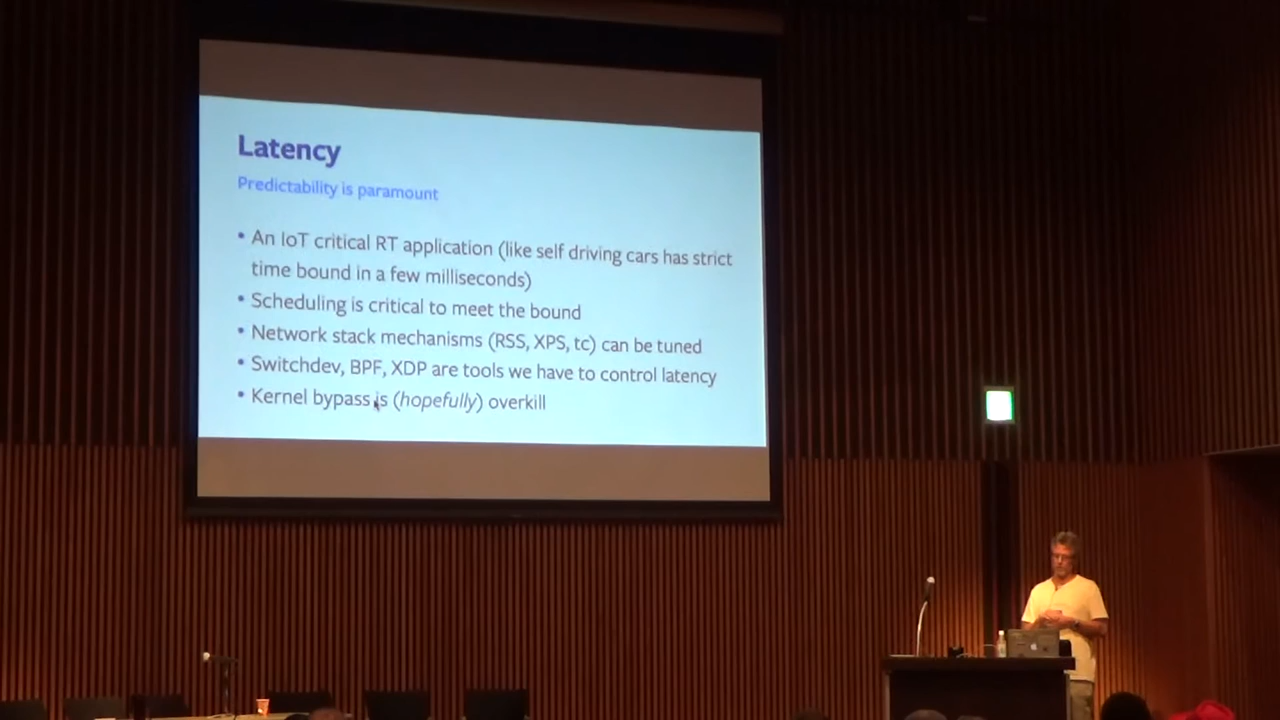 Latency
Predictability is paramount
• An IoT critical RT application (like self driving cars has strict
time bound in a few milliseconds)
• Scheduling is critical to meet the bound
• Network stack mechanisms (RSS, XPS, tc) can be tuned
• Switchdev, BPF, XDP are tools we have to control latency
• Kernel bypass is (hopefully) overkill